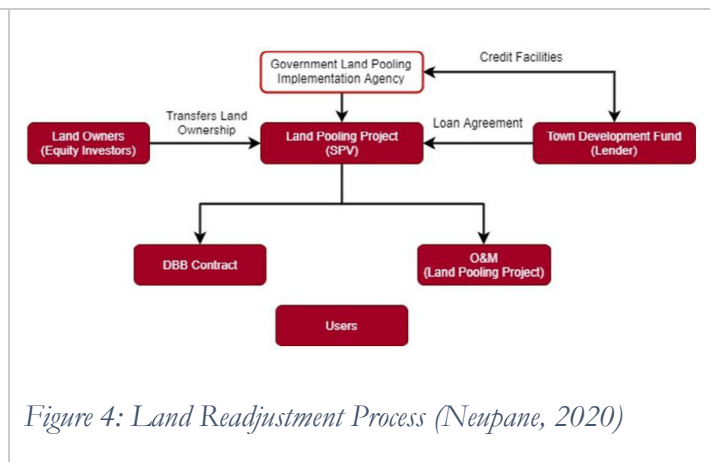 Credit Facilities
Government Land Pooling
Implementation Agency
Transfers Land
Ownership
Loan Agreement
Land Owners
(Equity Investors)
Land Pooling Project
(SPV)
Town Development Fund
(Lender)
DBB Contract
O&M
(Land Pooling Project)
Users
Figure 4: Land Readjustment Process (Neupane, 2020)